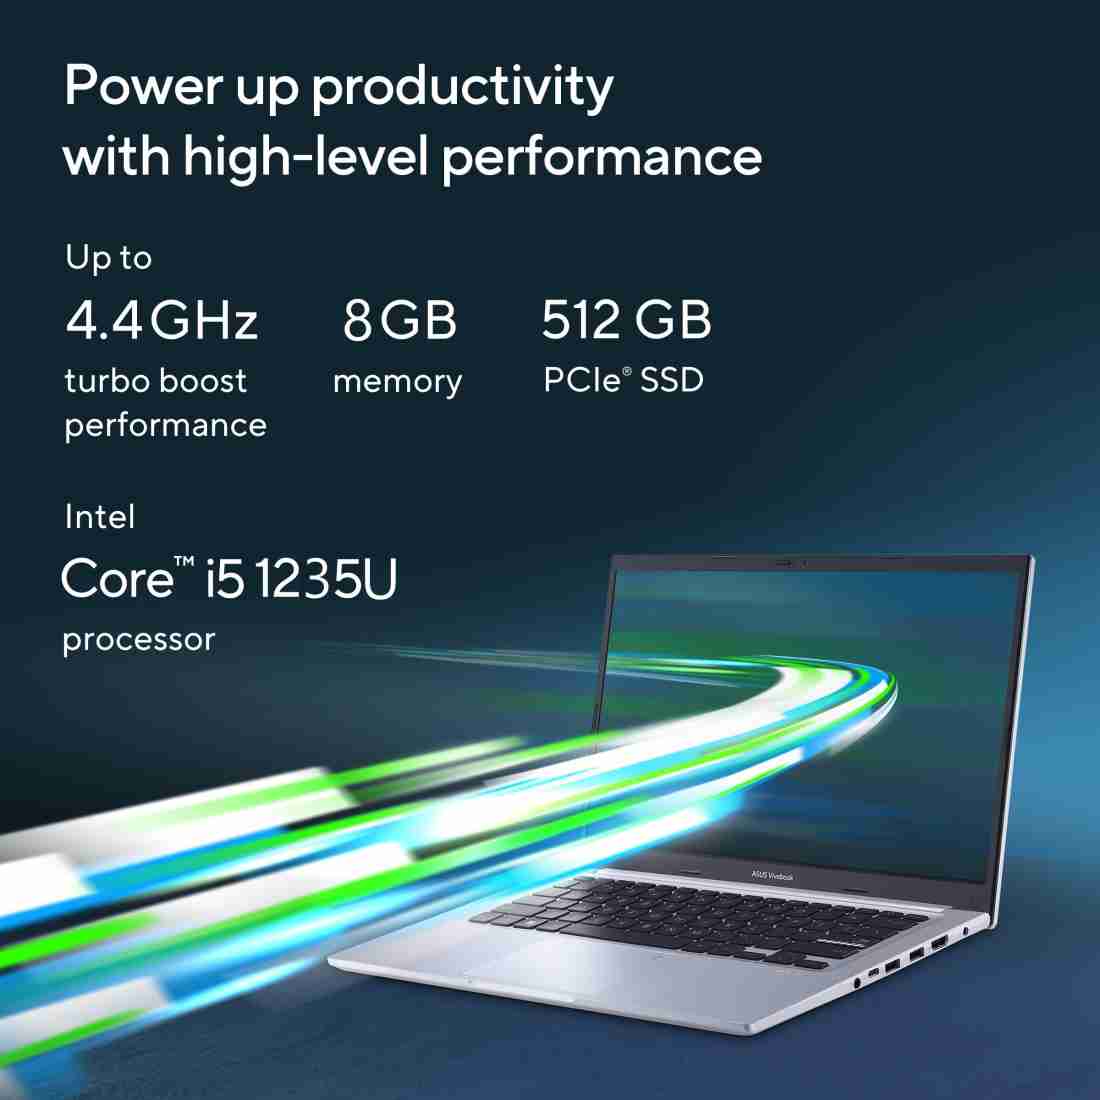 Power up productivity
with high-level performance
Up to
4.4GHz
turbo boost
performance
8GB
memory
512 GB
PCIe® SSD
Intel
Core™ i5 1235U
processor
ASUS Vivobook